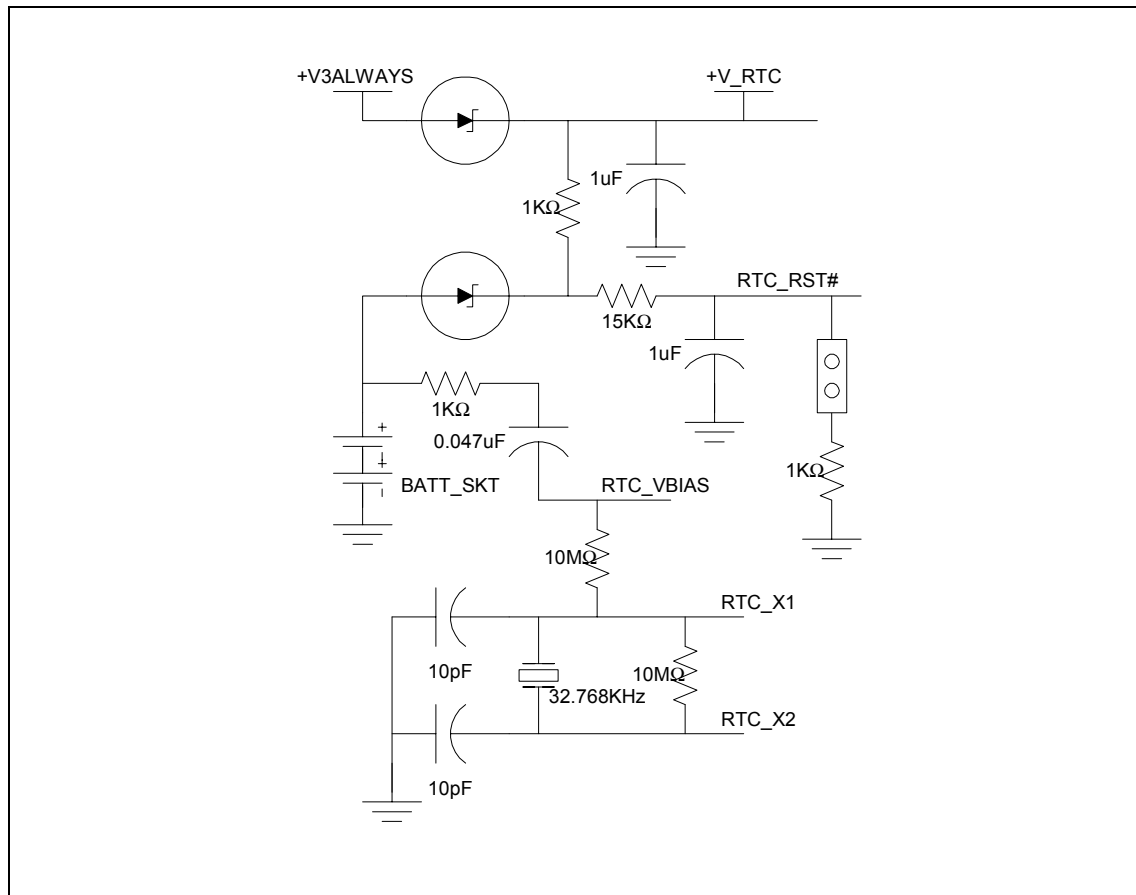 +V3ALWAYS
+V_RTC
1uF
1KΩ
RTC_RST#
15KΩ
1uF
1KΩ
0.047uF
+
-
+
-
BATT_SKT
RTC_VBIAS
1KΩ
10MΩ
RTC_X1
10pF
10MΩ
32.768KHz
RTC_X2
10pF